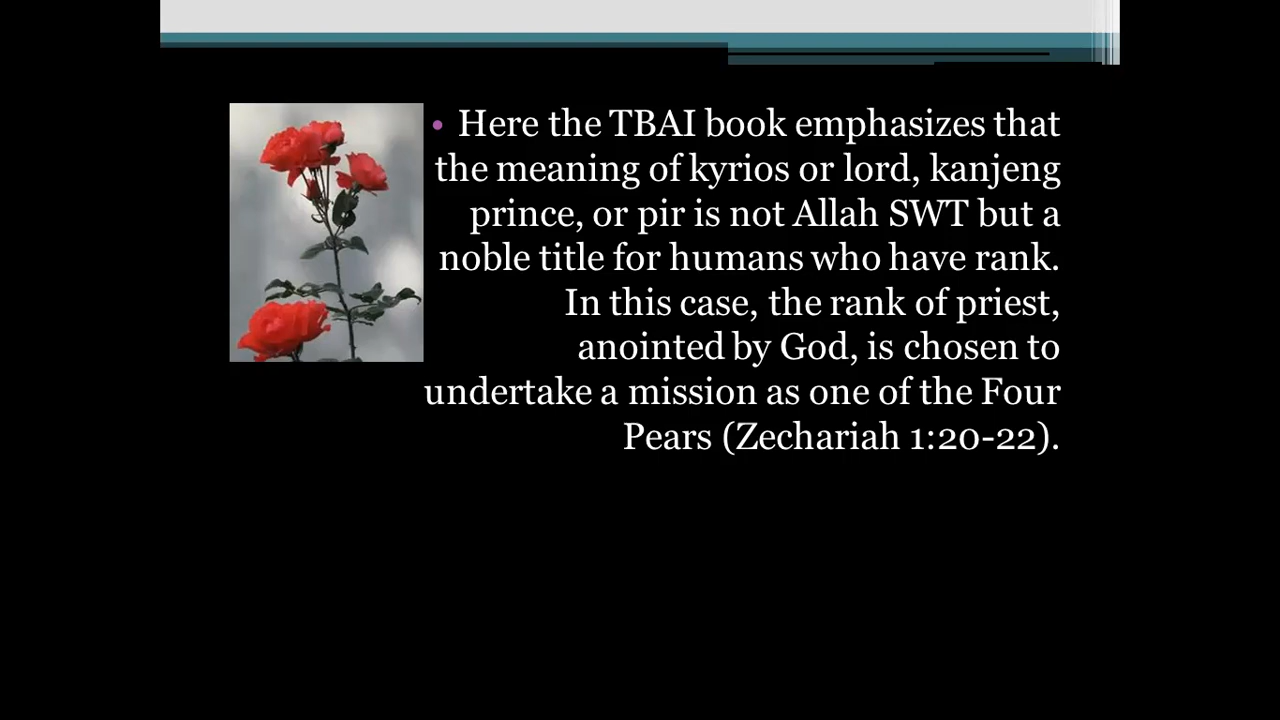 • Here the TBAI book emphasizes that
the meaning of kyrios or lord, kanjeng
prince, or pir is not Allah SWT but a
noble title for humans who have rank.
In this case, the rank of priest,
anointed by God, is chosen to
undertake a mission as one of the Four
Pears (Zechariah 1:20-22).